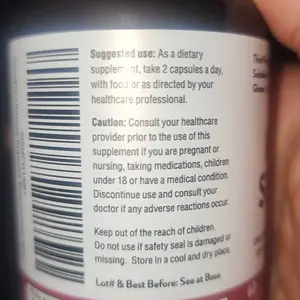 Suggested use: As a dietary
supplement, take 2 capsules a day,
with food or as directed by your
healthcare professional.
Caution: Consult your healthcare
provider prior to the use of this
supplement if you are pregnant or
nursing, taking medications, children
under 18 or have a medical condition.
Discontinue use and consult your
doctor if any adverse reactions occur.
Keep out of the reach of children.
Do not use if safety seal is damaged or
missing. Store in a cool and dry place.
Lot# & Best Before: See at Base